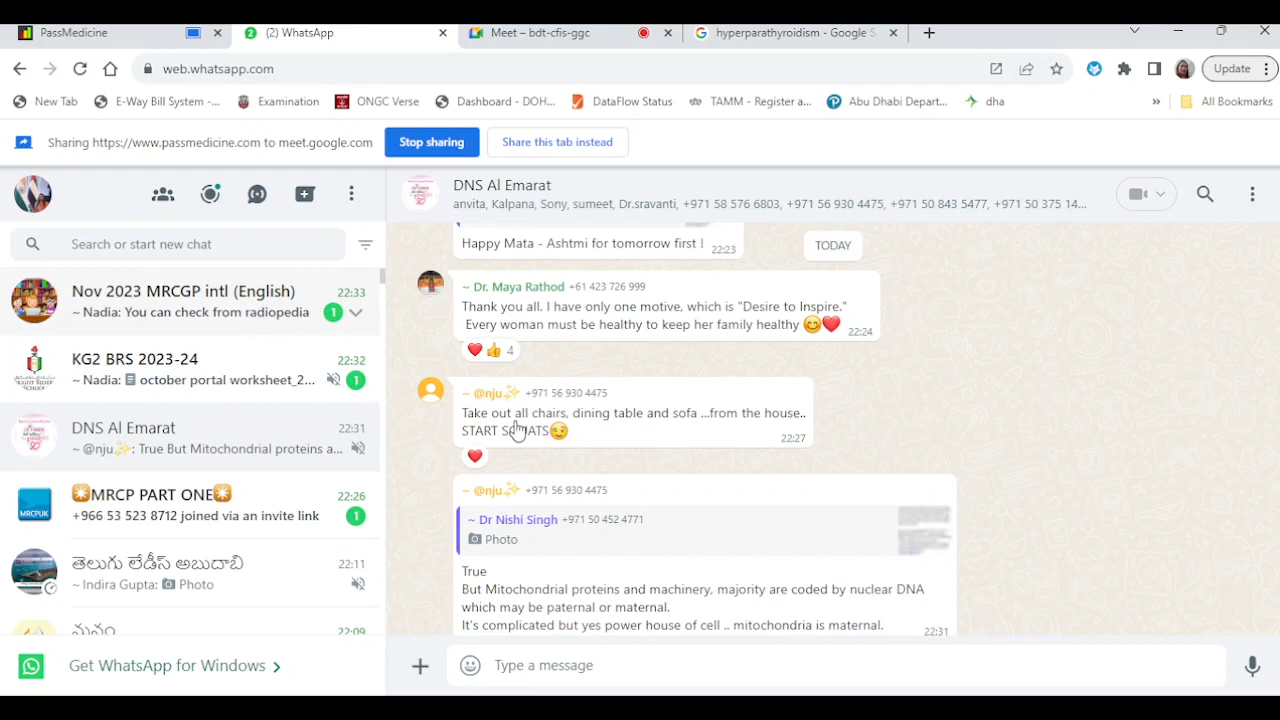 PassMedicine
(2) WhatsApp
Meet – bdt-cfis-ggc
hyperparathyroidism - Google S
web.whatsapp.com
Update
New Tab
E-Way Bill System -...
Examination
ONGC Verse
Dashboard - DOH...
DataFlow Status
TAMM - Register a...
Abu Dhabi Depart...
dha
»
All Bookmarks
Sharing https://www.passmedicine.com to meet.google.com
Stop sharing
Share this tab instead
DNS Al Emarat
anvita, Kalpana, Sony, sumeet, Dr.sravanti, +971 58 576 6803, +971 56 930 4475, +971 50 843 5477, +971 50 375 14...
Search or start new chat
Nov 2023 MRCGP intl (English)
22:33
~ Nadia: You can check from radiopedia
1
KG2 BRS 2023-24
22:32
~ Nadia: october portal worksheet_2...
1
DNS Al Emarat
22:31
~ @nju✨: True But Mitochondrial proteins a...
MRCPUK
MRCP PART ONE
22:26
+966 53 523 8712 joined via an invite link
1
తెలుగు లేడీస్ అబుదాబి
22:11
~ Indira Gupta: Photo
మనం
22:09
Get WhatsApp for Windows
Happy Mata - Ashtmi for tomorrow first !
22:23
TODAY
~ Dr. Maya Rathod +61 423 726 999
Thank you all. I have only one motive, which is "Desire to Inspire."
Every woman must be healthy to keep her family healthy 😊❤️
22:24
❤️👍 4
~ @nju✨ +971 56 930 4475
Take out all chairs, dining table and sofa ...from the house..
START SQUATS😉
22:27
❤️
~ @nju✨ +971 56 930 4475
~ Dr Nishi Singh +971 50 452 4771
Photo
True
But Mitochondrial proteins and machinery, majority are coded by nuclear DNA
which may be paternal or maternal.
It's complicated but yes power house of cell .. mitochondria is maternal.
22:31
Type a message